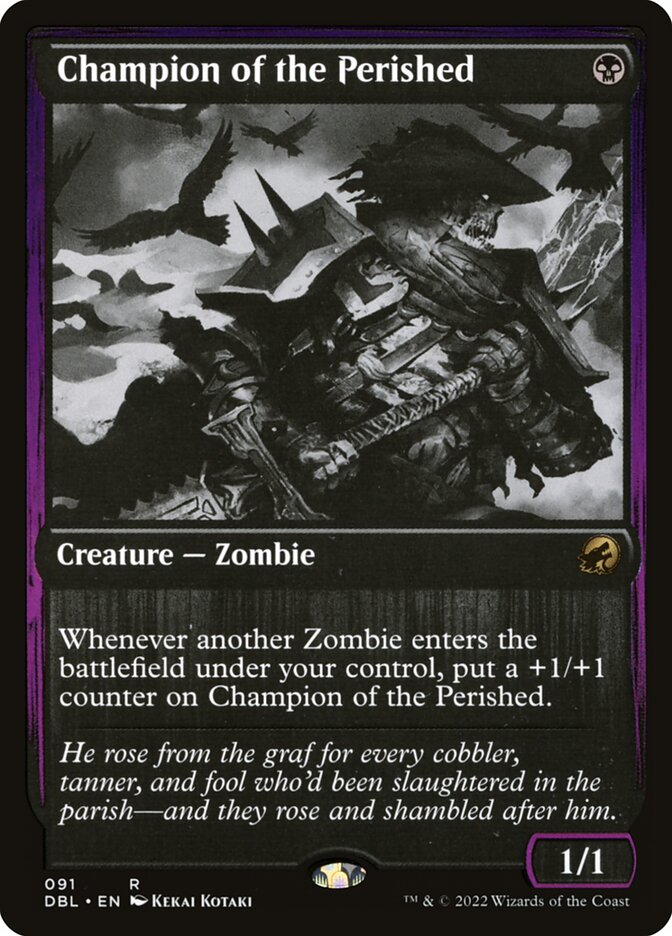 Champion of the Perished
Creature — Zombie
Whenever another Zombie enters the
battlefield under your control, put a +1/+1
counter on Champion of the Perished.
He rose from the graf for every cobbler,
tanner, and fool who'd been slaughtered in the
parish—and they rose and shambled after him.
1/1
091 R
DBL • EN Kekai Kotaki
™ & © 2022 Wizards of the Coast